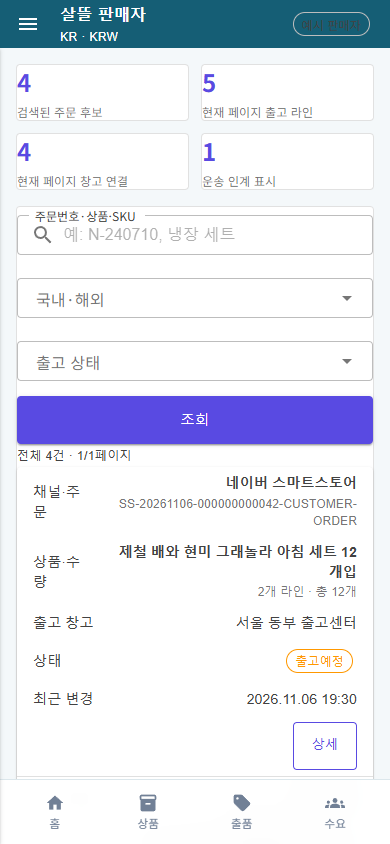 살뜰 판매자
KR · KRW
예시 판매자
4
검색된 주문 후보
5
현재 페이지 출고 라인
4
현재 페이지 창고 연결
1
운송 인계 표시
주문번호·상품·SKU
예: N-240710, 냉장 세트
국내·해외
출고 상태
조회
전체 4건 · 1/1페이지
채널·주
문
네이버 스마트스토어
SS-20261106-000000000042-CUSTOMER-
ORDER
상품·수
량
제철 배와 현미 그래놀라 아침 세트 12
개입
2개 라인 · 총 12개
출고 창고
서울 동부 출고센터
상태
출고예정
최근 변경
2026.11.06 19:30
상세
홈
상품
출품
수요